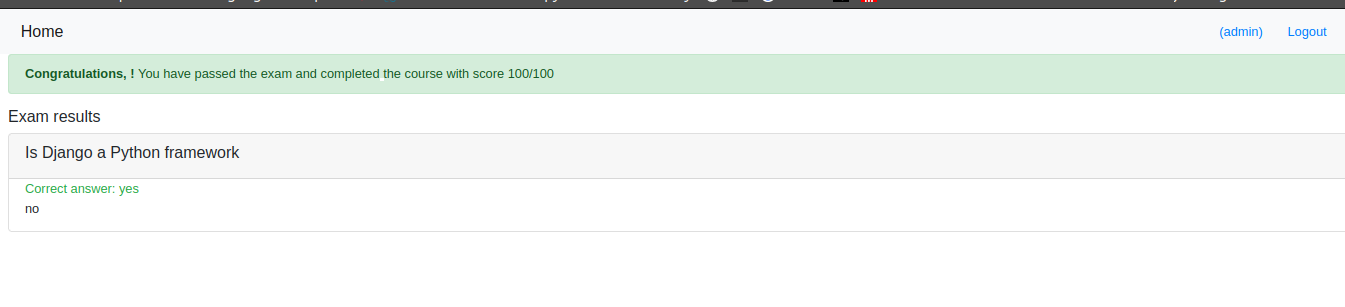 Home (admin) Logout
Congratulations, ! You have passed the exam and completed the course with score 100/100
Exam results
Is Django a Python framework
Correct answer: yes
no